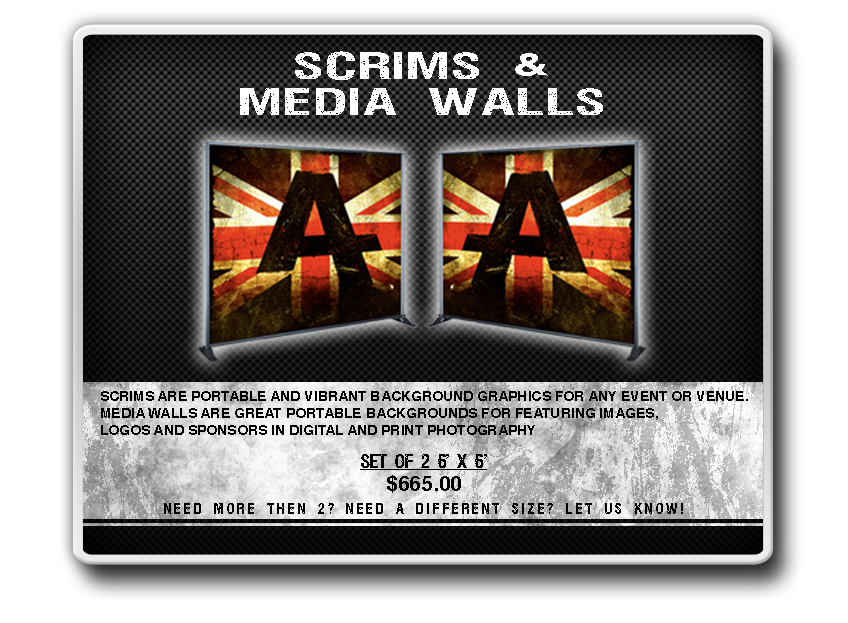 SCRIMS &
MEDIA WALLS
A A
SCRIMS ARE PORTABLE AND VIBRANT BACKGROUND GRAPHICS FOR ANY EVENT OR VENUE.
MEDIA WALLS ARE GREAT PORTABLE BACKGROUNDS FOR FEATURING IMAGES,
LOGOS AND SPONSORS IN DIGITAL AND PRINT PHOTOGRAPHY
SET OF 2 6' X 6'
$665.00
NEED MORE THEN 2? NEED A DIFFERENT SIZE? LET US KNOW!